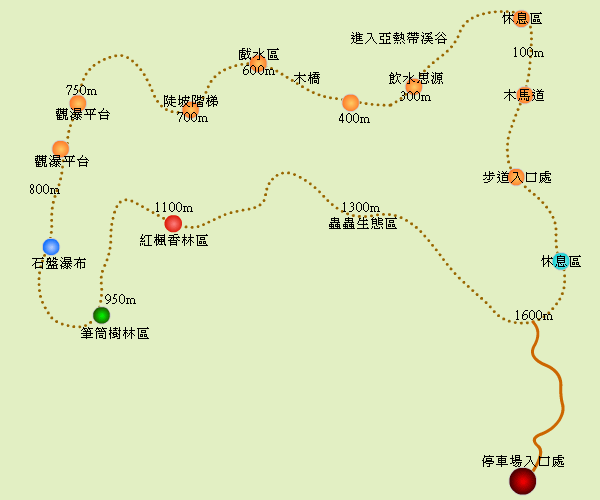 休息區
進入亞熱帶溪谷
戲水區
600m
100m
木橋
飲水思源
300m
750m
觀瀑平台
陡坡階梯
700m
400m
木馬道
觀瀑平台
800m
步道入口處
1100m
1300m
蟲蟲生態區
紅楓香林區
石盤瀑布
休息區
950m
筆筒樹林區
1600m
停車場入口處